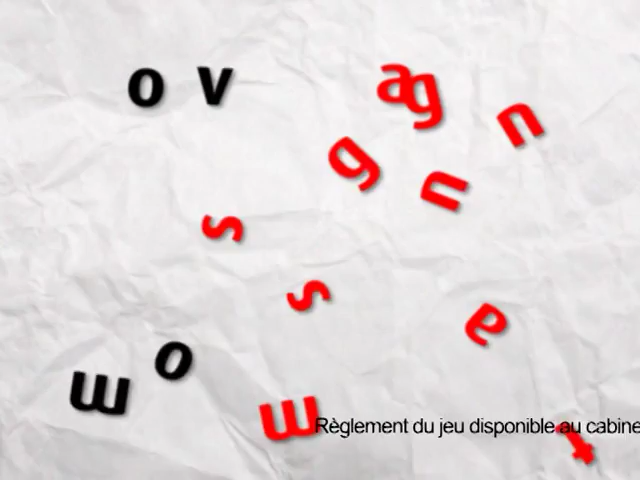 o v a g n
g n
s
s a
m o
m Règlement du jeu disponible au cabine
t